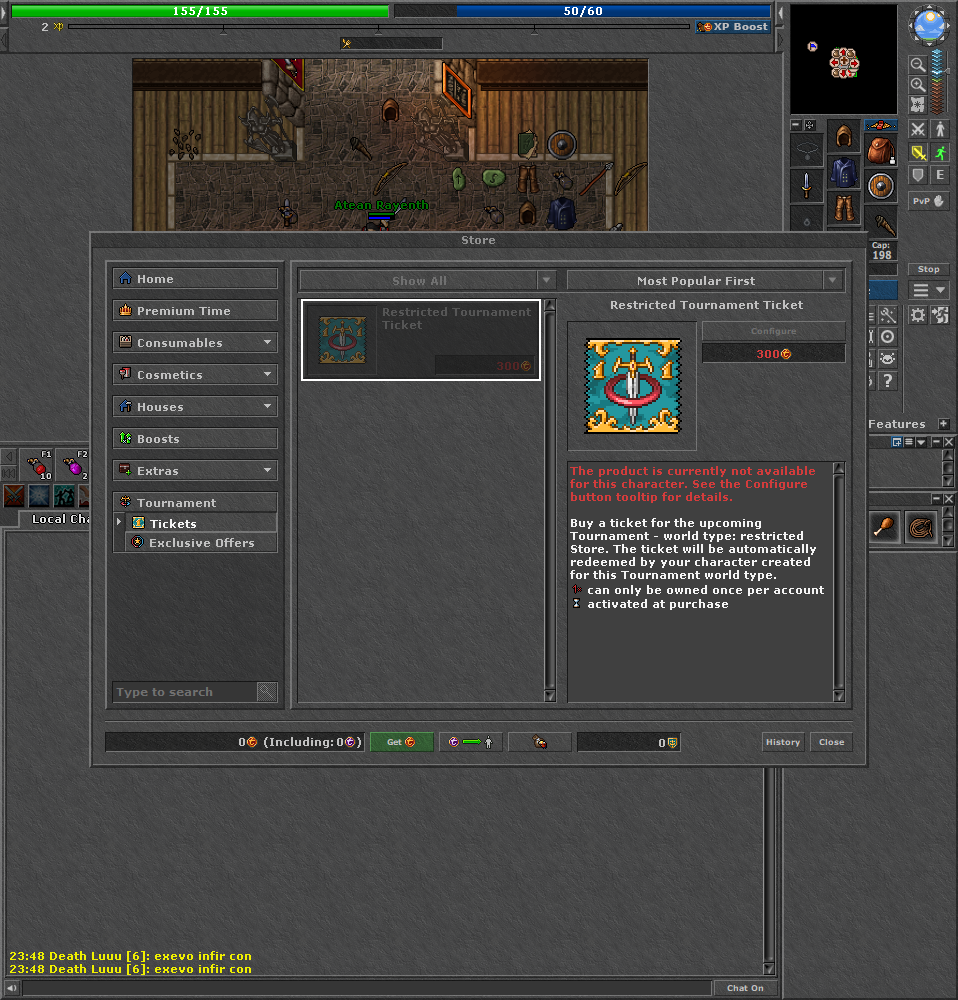 155/155
50/60
2
XP Boost
Atean Raventh
PvP
E
Cap:
198
Stop
?
Features
Store
Home
Premium Time
Consumables
Cosmetics
Houses
Boosts
Extras
Tournament
Tickets
Exclusive Offers
Type to search
Show All
Most Popular First
Restricted Tournament
Ticket
300
Restricted Tournament Ticket
Configure
300
The product is currently not available
for this character. See the Configure
button tooltip for details.
Buy a ticket for the upcoming
Tournament - world type: restricted
Store. The ticket will be automatically
redeemed by your character created
for this Tournament world type.
can only be owned once per account
activated at purchase
0 (Including: 0)
Get
0
History
Close
F1
10
F2
2
Local Cha
23:48 Death Luuu [6]: exevo infir con
23:48 Death Luuu [6]: exevo infir con
Chat On